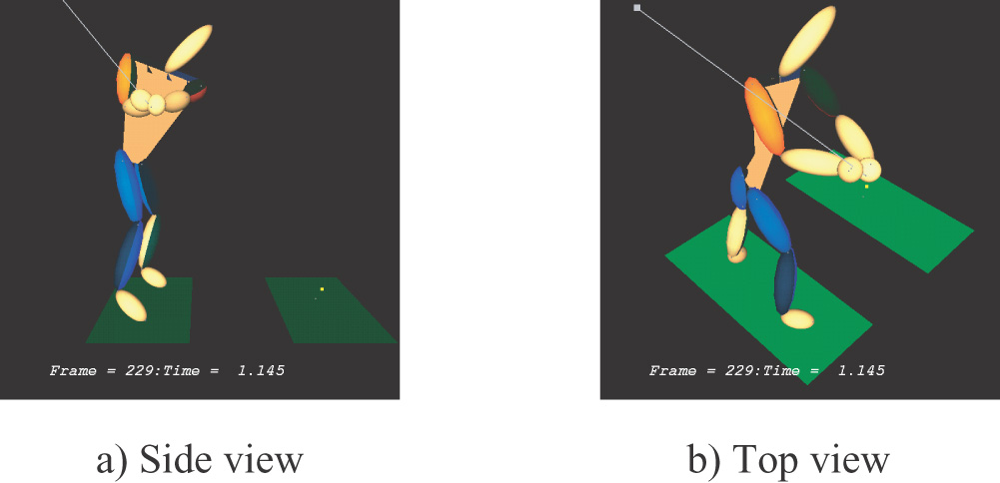 Frame = 229:Time = 1.145
Frame = 229:Time = 1.145
a) Side view
b) Top view